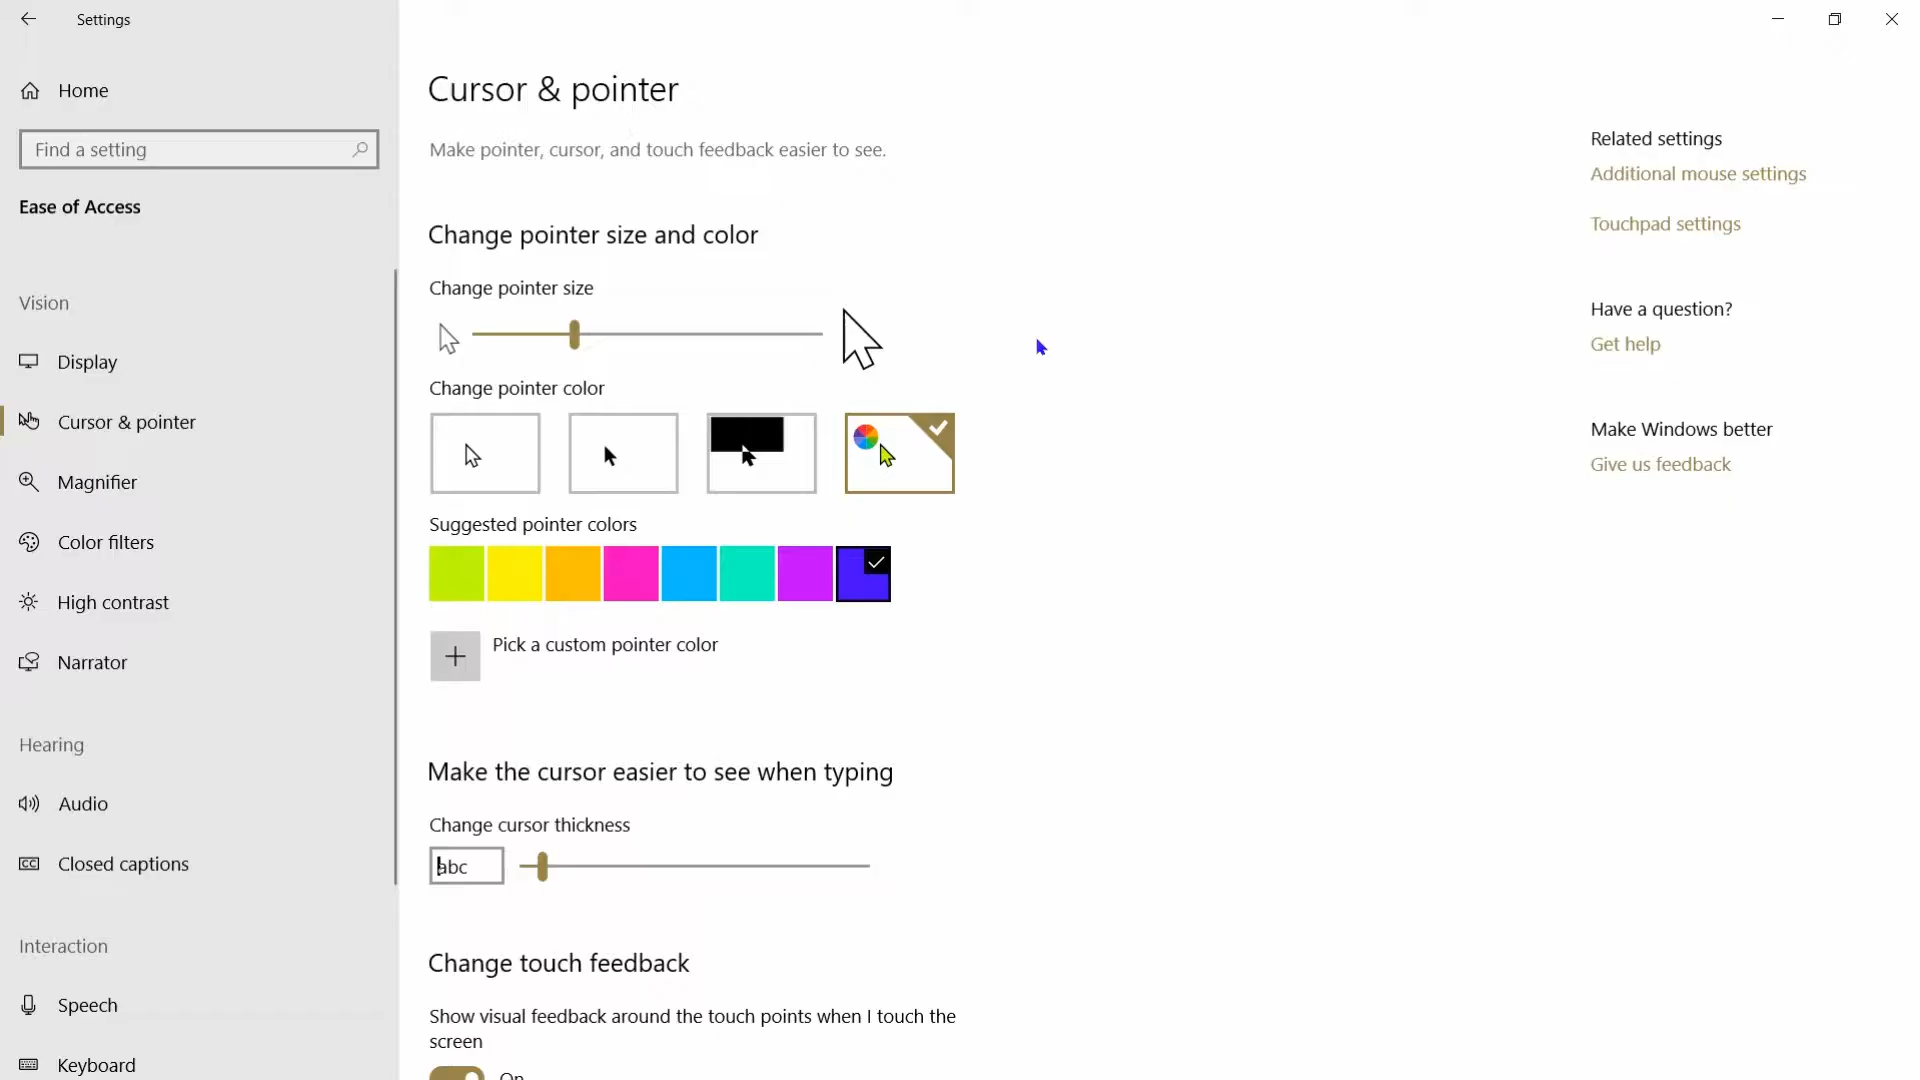 Settings
Home
Find a setting
Ease of Access
Vision
Display
Cursor & pointer
Magnifier
Color filters
High contrast
Narrator
Hearing
Audio
Closed captions
Interaction
Speech
Keyboard
Cursor & pointer
Make pointer, cursor, and touch feedback easier to see.
Change pointer size and color
Change pointer size
Change pointer color
Suggested pointer colors
Pick a custom pointer color
Make the cursor easier to see when typing
Change cursor thickness
abc
Change touch feedback
Show visual feedback around the touch points when I touch the
screen
On
Related settings
Additional mouse settings
Touchpad settings
Have a question?
Get help
Make Windows better
Give us feedback